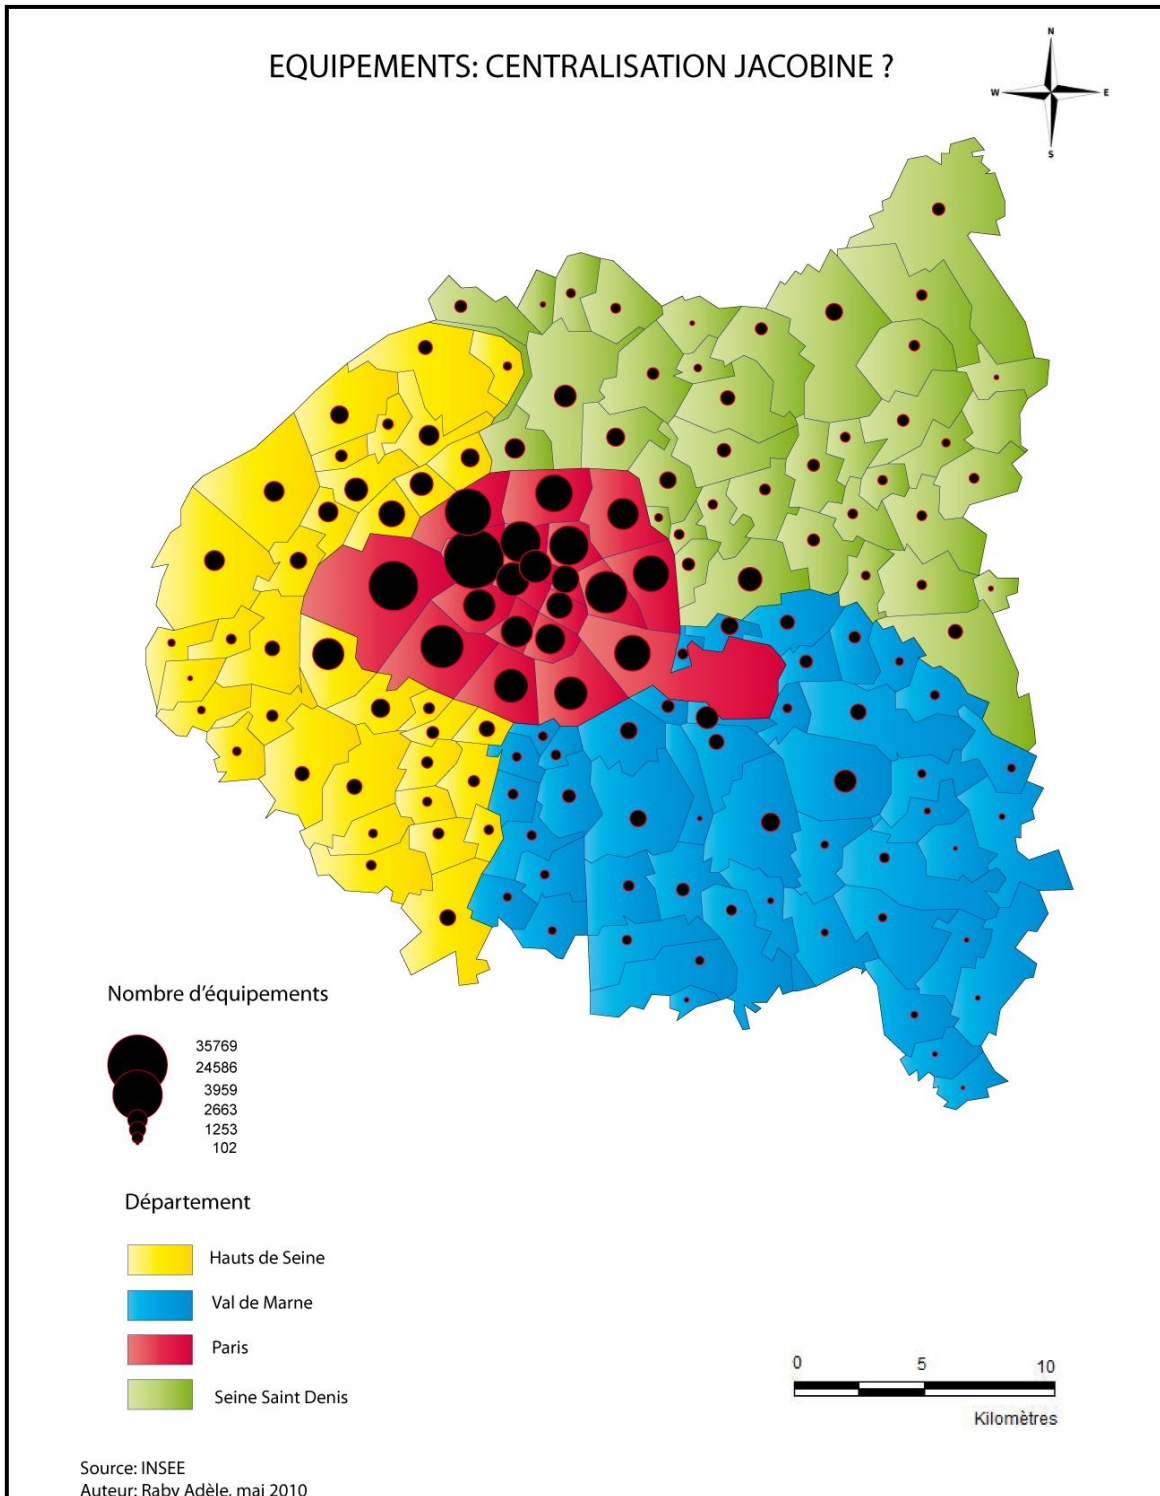 EQUIPEMENTS: CENTRALISATION JACOBINE ?
N
W E
S
Nombre d'équipements
35769
24586
3959
2663
1253
102
Département
Hauts de Seine
Val de Marne
Paris
Seine Saint Denis
0 5 10
Kilomètres
Source: INSEE
Auteur: Raby Adèle, mai 2010